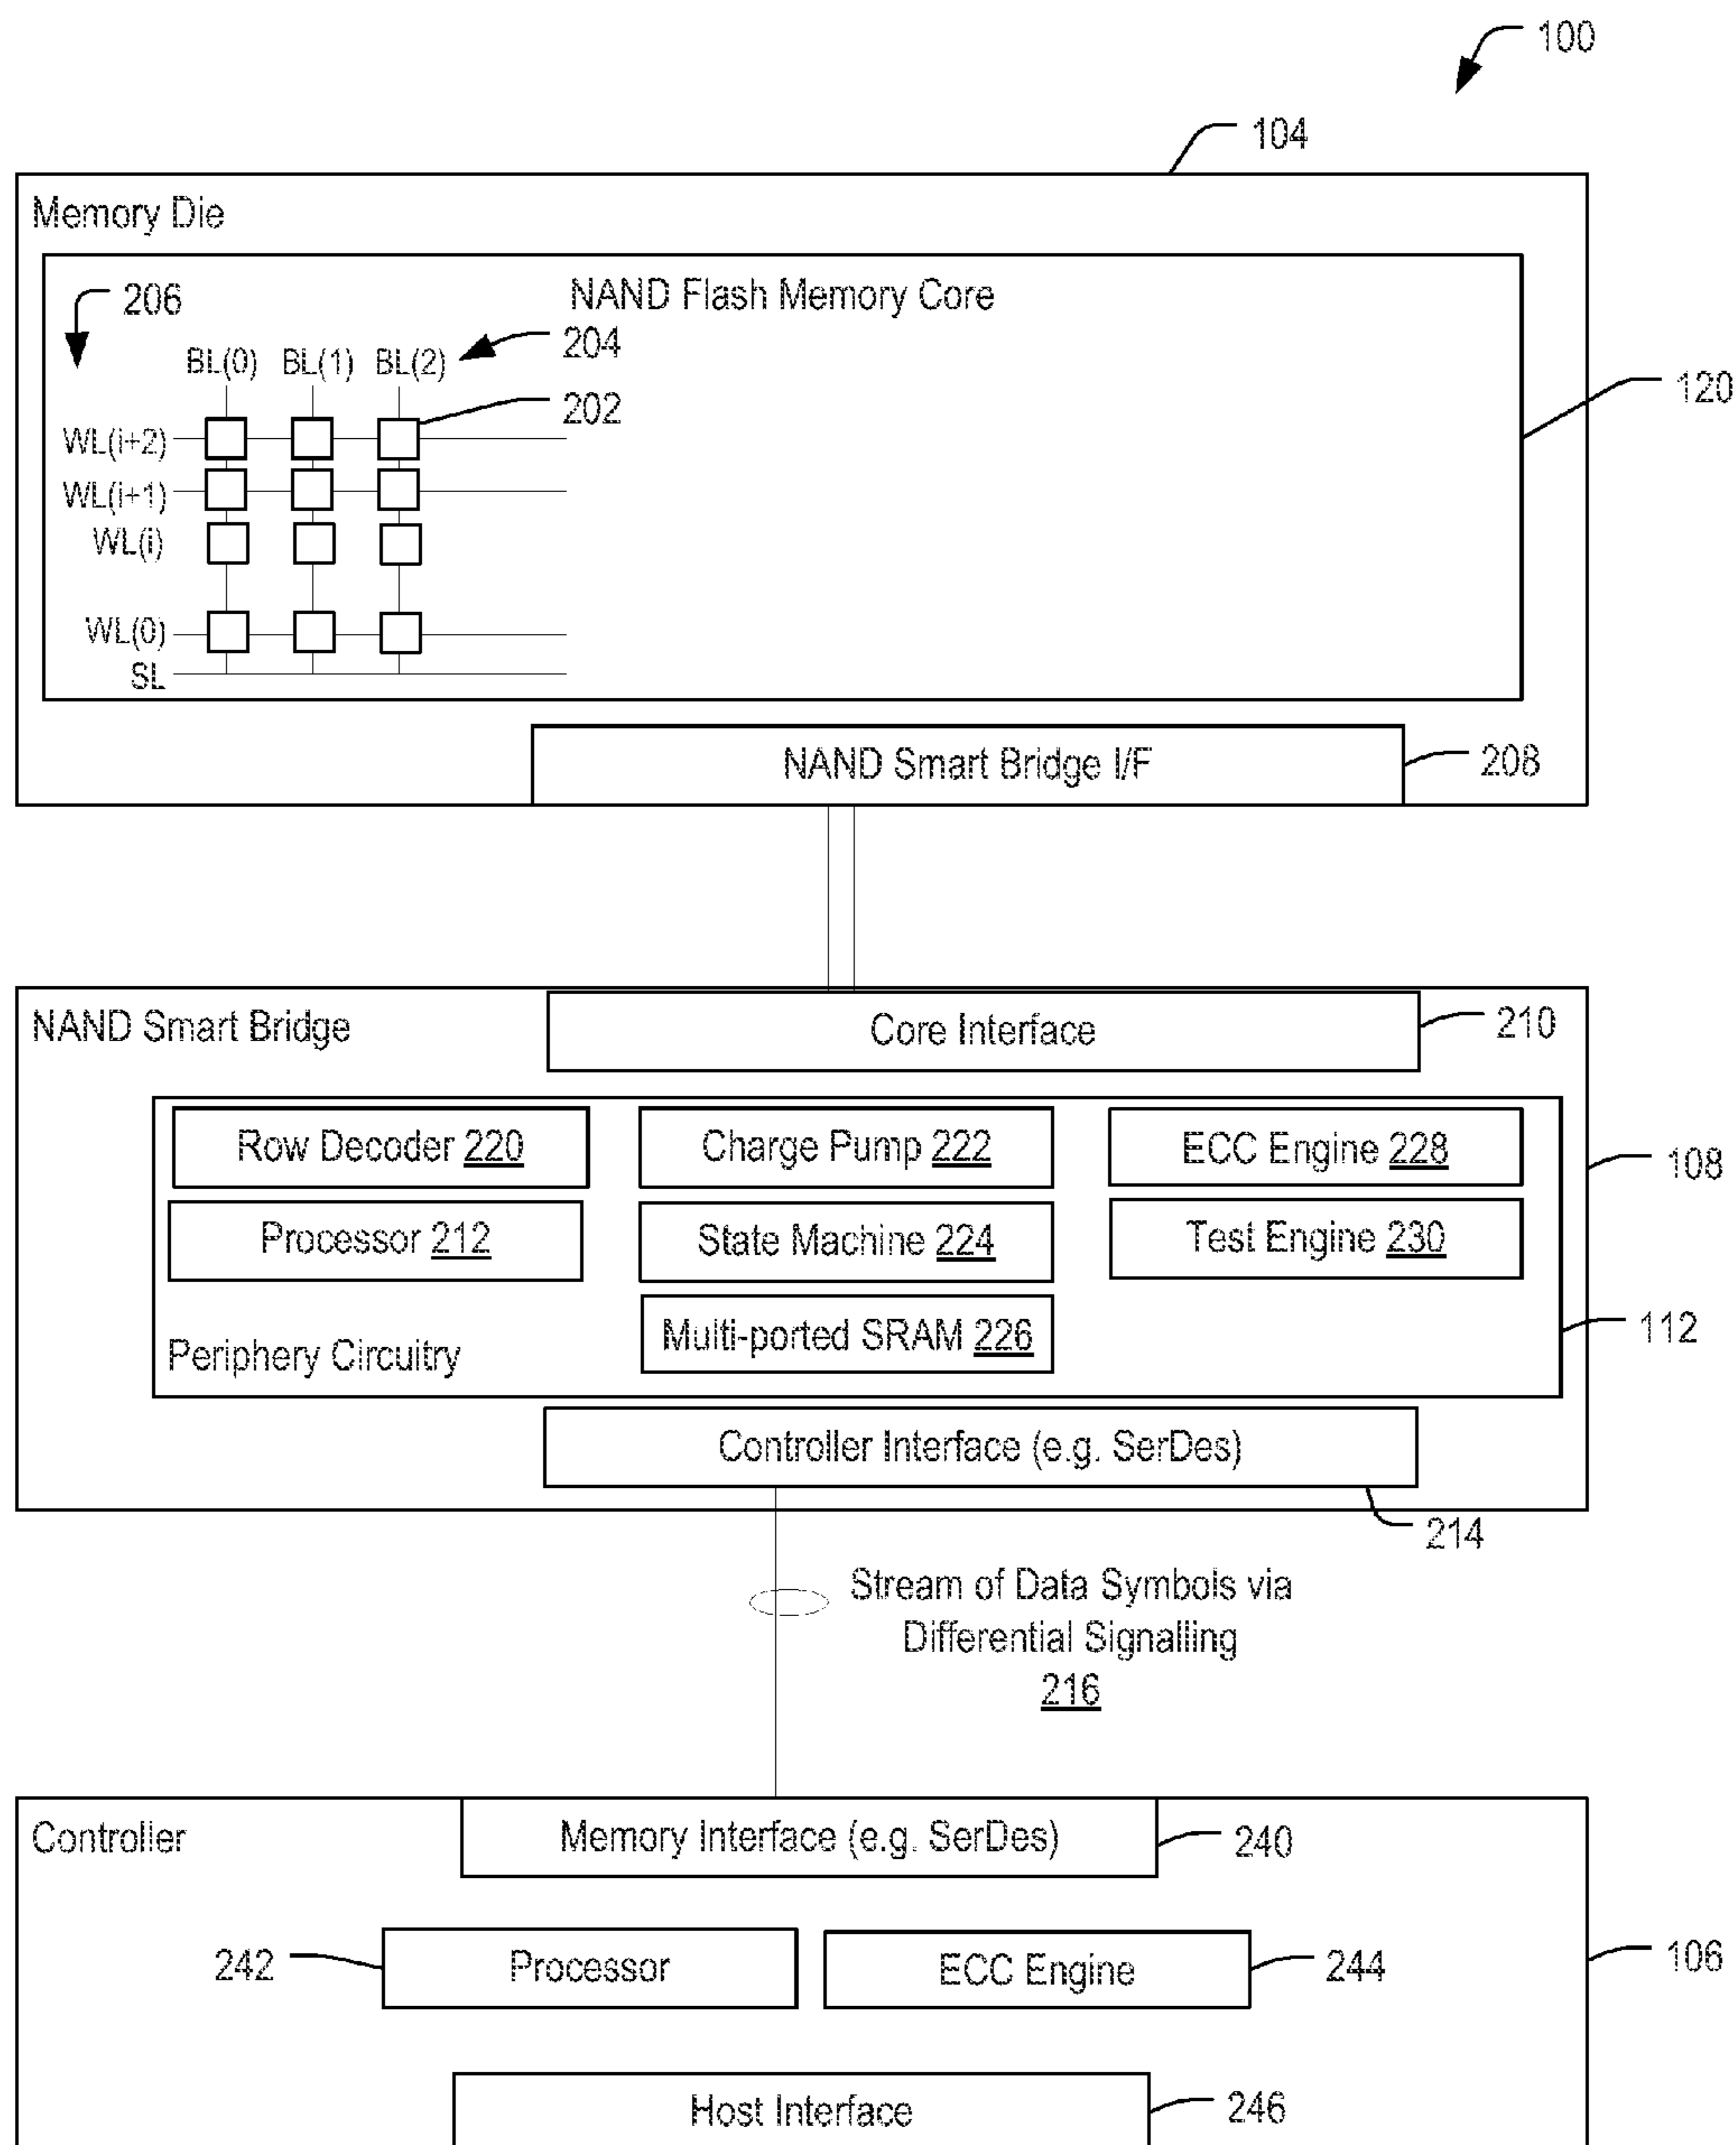 100
104
Memory Die
206
NAND Flash Memory Core
204
BL(0) BL(1) BL(2)
120
202
WL(i+2)
WL(i+1)
WL(i)
WL(0)
SL
NAND Smart Bridge I/F
208
NAND Smart Bridge
Core Interface
210
Row Decoder 220
Charge Pump 222
ECC Engine 228
108
Processor 212
State Machine 224
Test Engine 230
Multi-ported SRAM 226
112
Periphery Circuitry
Controller Interface (e.g. SerDes)
214
Stream of Data Symbols via
Differential Signalling
216
Controller
Memory Interface (e.g. SerDes)
240
242
Processor
ECC Engine
244
106
Host Interface
246